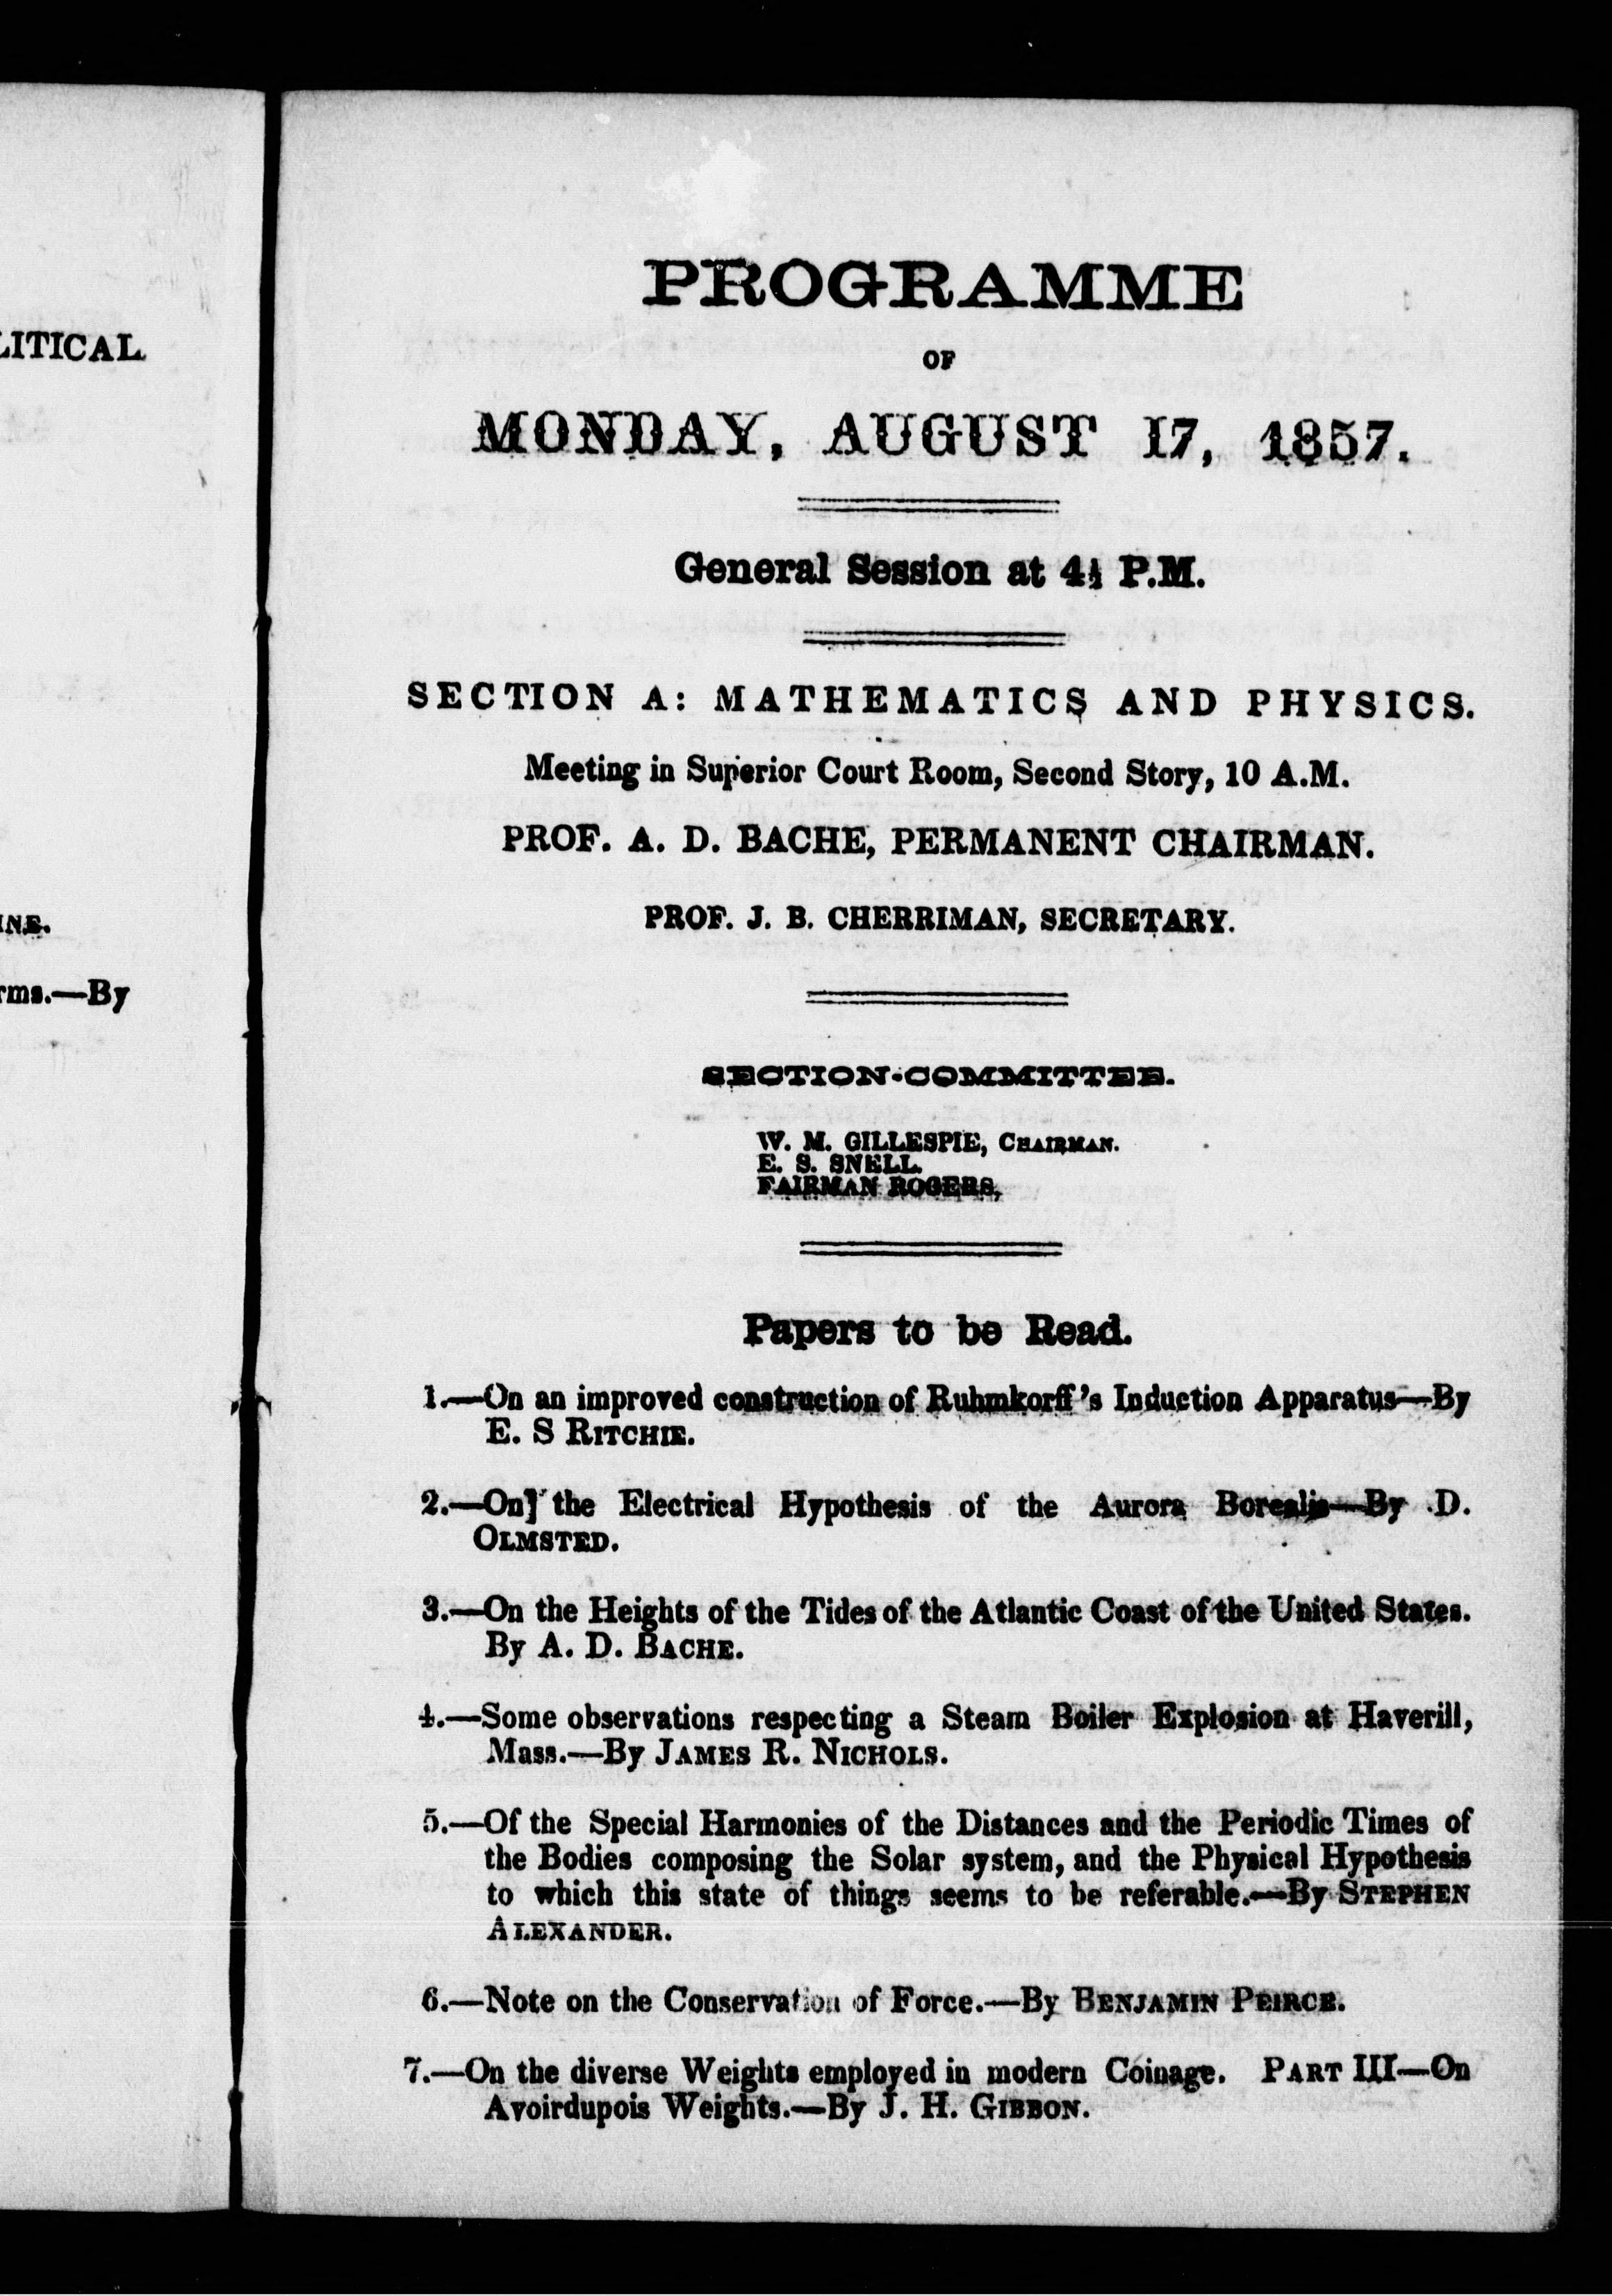 LITICAL
INE.
rms.—By
PROGRAMME
OF
MONDAY, AUGUST 17, 1857.
General Session at 4½ P.M.
SECTION A: MATHEMATICS AND PHYSICS.
Meeting in Superior Court Room, Second Story, 10 A.M.
PROF. A. D. BACHE, PERMANENT CHAIRMAN.
PROF. J. B. CHERRIMAN, SECRETARY.
SECTION-COMMITTEE.
W. M. GILLESPIE, CHAIRMAN.
E. S. SNELL.
FAIRMAN ROGERS,
Papers to be Read.
1.—On an improved construction of Ruhmkorff's Induction Apparatus—By
E. S RITCHIE.
2.—On] the Electrical Hypothesis of the Aurora Borealis—By D.
OLMSTED.
3.—On the Heights of the Tides of the Atlantic Coast of the United States.
By A. D. BACHE.
4.—Some observations respecting a Steam Boiler Explosion at Haverill,
Mass.—By JAMES R. NICHOLS.
5.—Of the Special Harmonies of the Distances and the Periodic Times of
the Bodies composing the Solar system, and the Physical Hypothesis
to which this state of things seems to be referable.—By STEPHEN
ALEXANDER.
6.—Note on the Conservation of Force.—By BENJAMIN PEIRCE.
7.—On the diverse Weights employed in modern Coinage. PART III—On
Avoirdupois Weights.—By J. H. GIBBON.